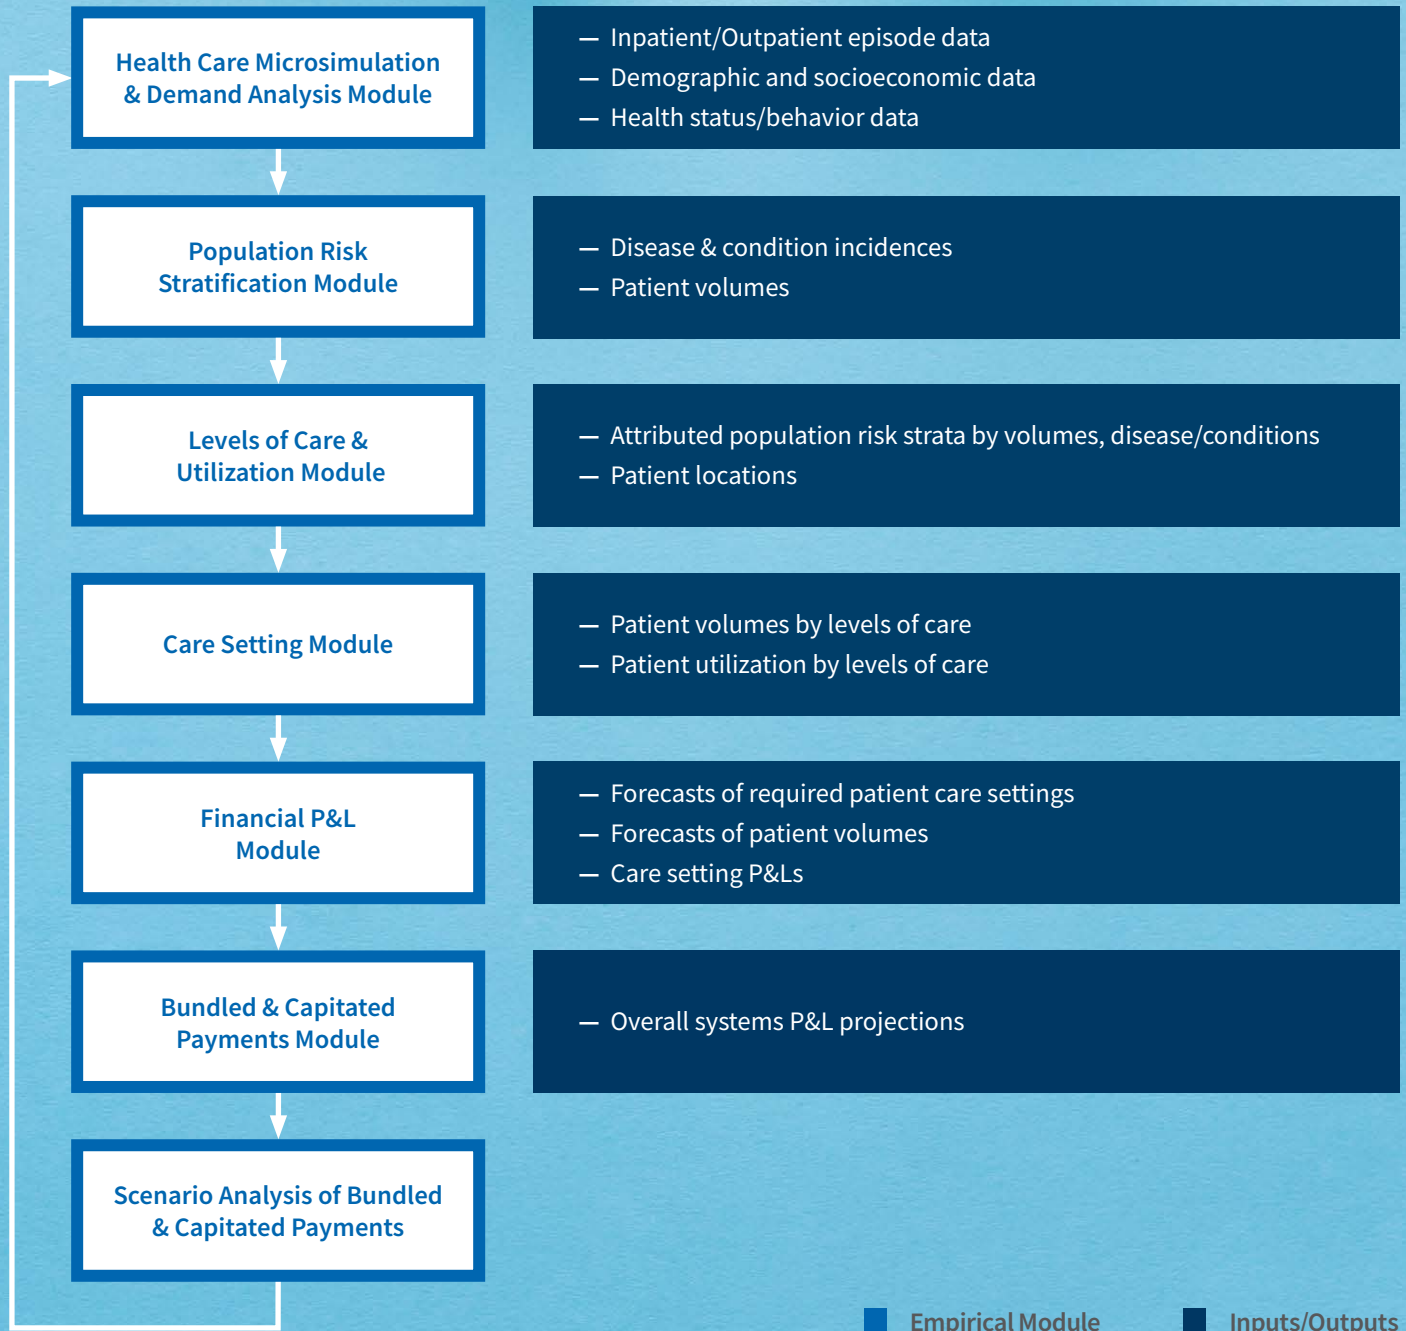 Health Care Microsimulation
& Demand Analysis Module
— Inpatient/Outpatient episode data
— Demographic and socioeconomic data
— Health status/behavior data
Population Risk
Stratification Module
— Disease & condition incidences
— Patient volumes
Levels of Care &
Utilization Module
— Attributed population risk strata by volumes, disease/conditions
— Patient locations
Care Setting Module
— Patient volumes by levels of care
— Patient utilization by levels of care
Financial P&L
Module
— Forecasts of required patient care settings
— Forecasts of patient volumes
— Care setting P&Ls
Bundled & Capitated
Payments Module
— Overall systems P&L projections
Scenario Analysis of Bundled
& Capitated Payments
Empirical Module
Inputs/Outputs